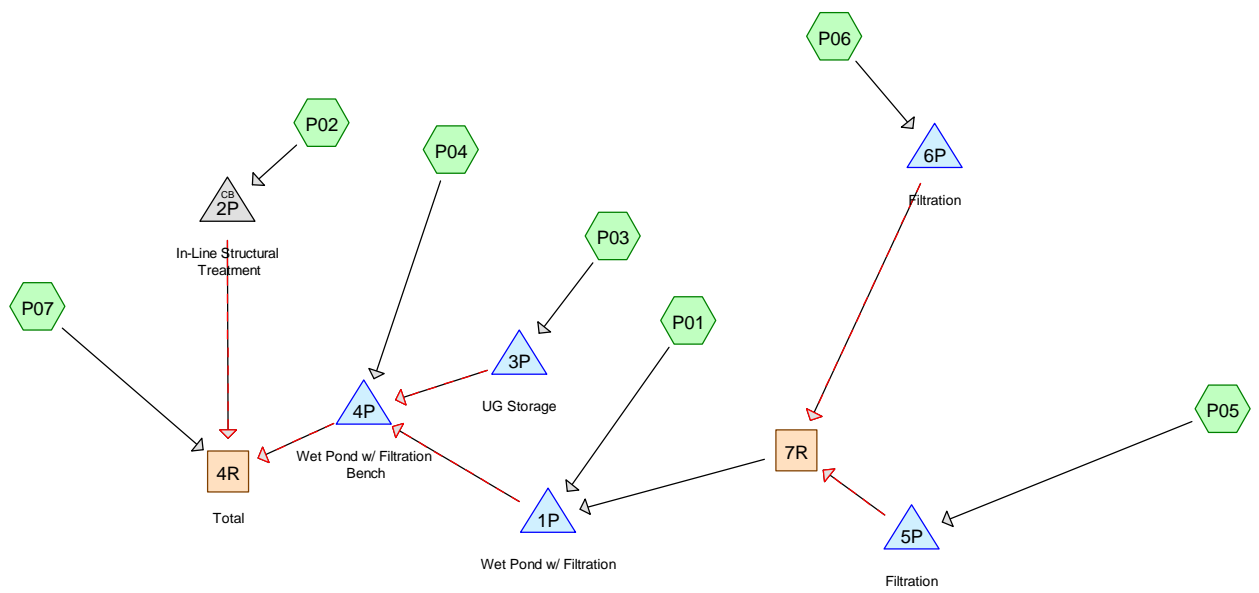 P06
P02
P04
6P
CB
2P
Filtration
P03
In-Line Structural
Treatment
P07
P01
3P
UG Storage
4P
P05
Wet Pond w/ Filtration
Bench
7R
4R
Total
1P
5P
Wet Pond w/ Filtration
Filtration